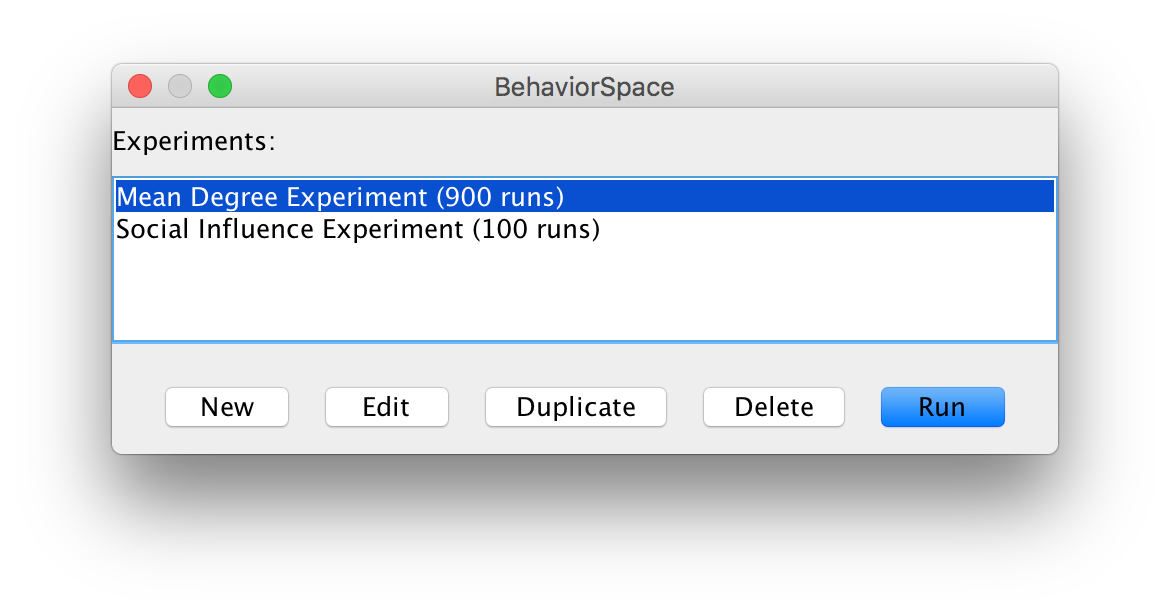 BehaviorSpace
Experiments:
Mean Degree Experiment (900 runs)
Social Influence Experiment (100 runs)
New Edit Duplicate Delete Run